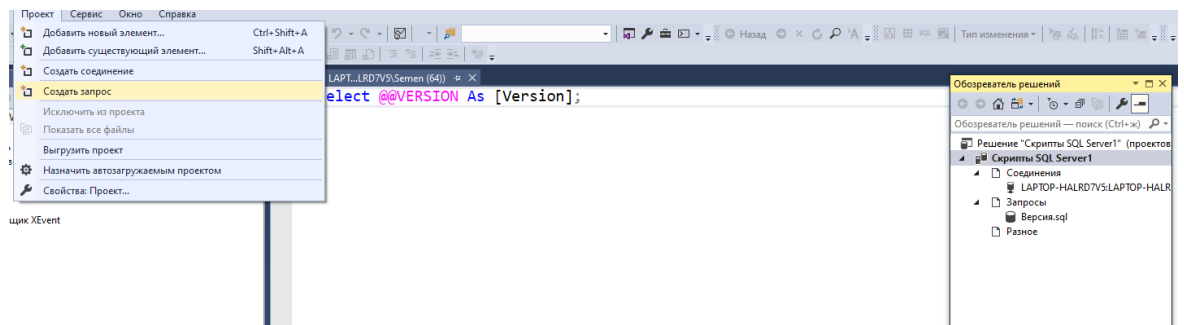 Проект Сервис Окно Справка
Добавить новый элемент... Ctrl+Shift+A
Добавить существующий элемент... Shift+Alt+A
Создать соединение
Создать запрос
Исключить из проекта
Показать все файлы
Выгрузить проект
Назначить автозагружаемым проектом
Свойства: Проект...
щик XEvent
Назад
Тип изменения
LAPT...LRD7V5\Semen (64))
elect @@VERSION As [Version];
Обозреватель решений
Обозреватель решений — поиск (Ctrl+ж)
Решение "Скрипты SQL Server1" (проектов
Скрипты SQL Server1
Соединения
LAPTOP-HALRD7V5:LAPTOP-HALR
Запросы
Версия.sql
Разное